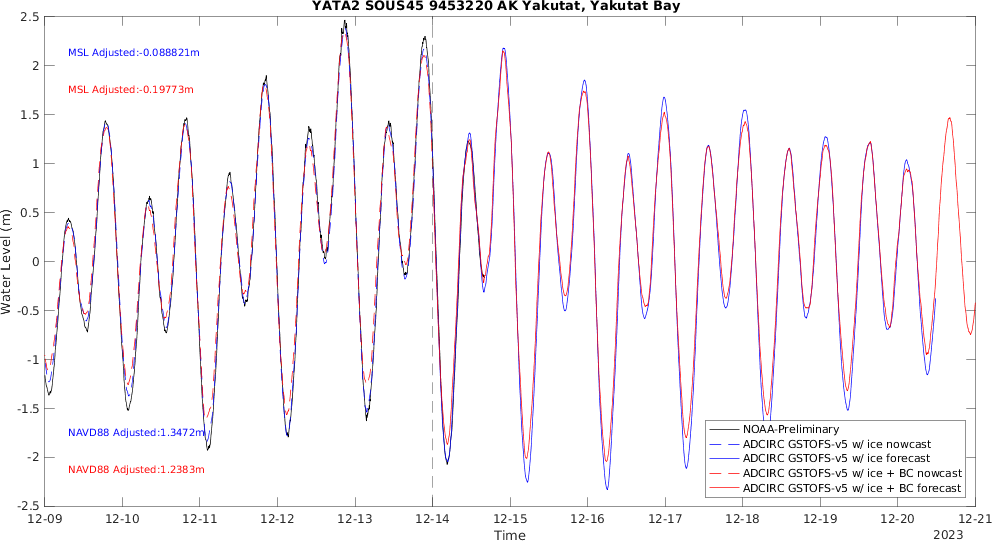 YATA2 SOUS45 9453220 AK Yakutat, Yakutat Bay
2.5
2
1.5
1
0.5
0
-0.5
-1
-1.5
-2
-2.5
Water Level (m)
MSL Adjusted:-0.088821m
MSL Adjusted:-0.19773m
NAVD88 Adjusted:1.3472m
NAVD88 Adjusted:1.2383m
NOAA-Preliminary
ADCIRC GSTOFS-v5 w/ ice nowcast
ADCIRC GSTOFS-v5 w/ ice forecast
ADCIRC GSTOFS-v5 w/ ice + BC nowcast
ADCIRC GSTOFS-v5 w/ ice + BC forecast
12-09 12-10 12-11 12-12 12-13 12-14 12-15 12-16 12-17 12-18 12-19 12-20 12-21
Time
2023